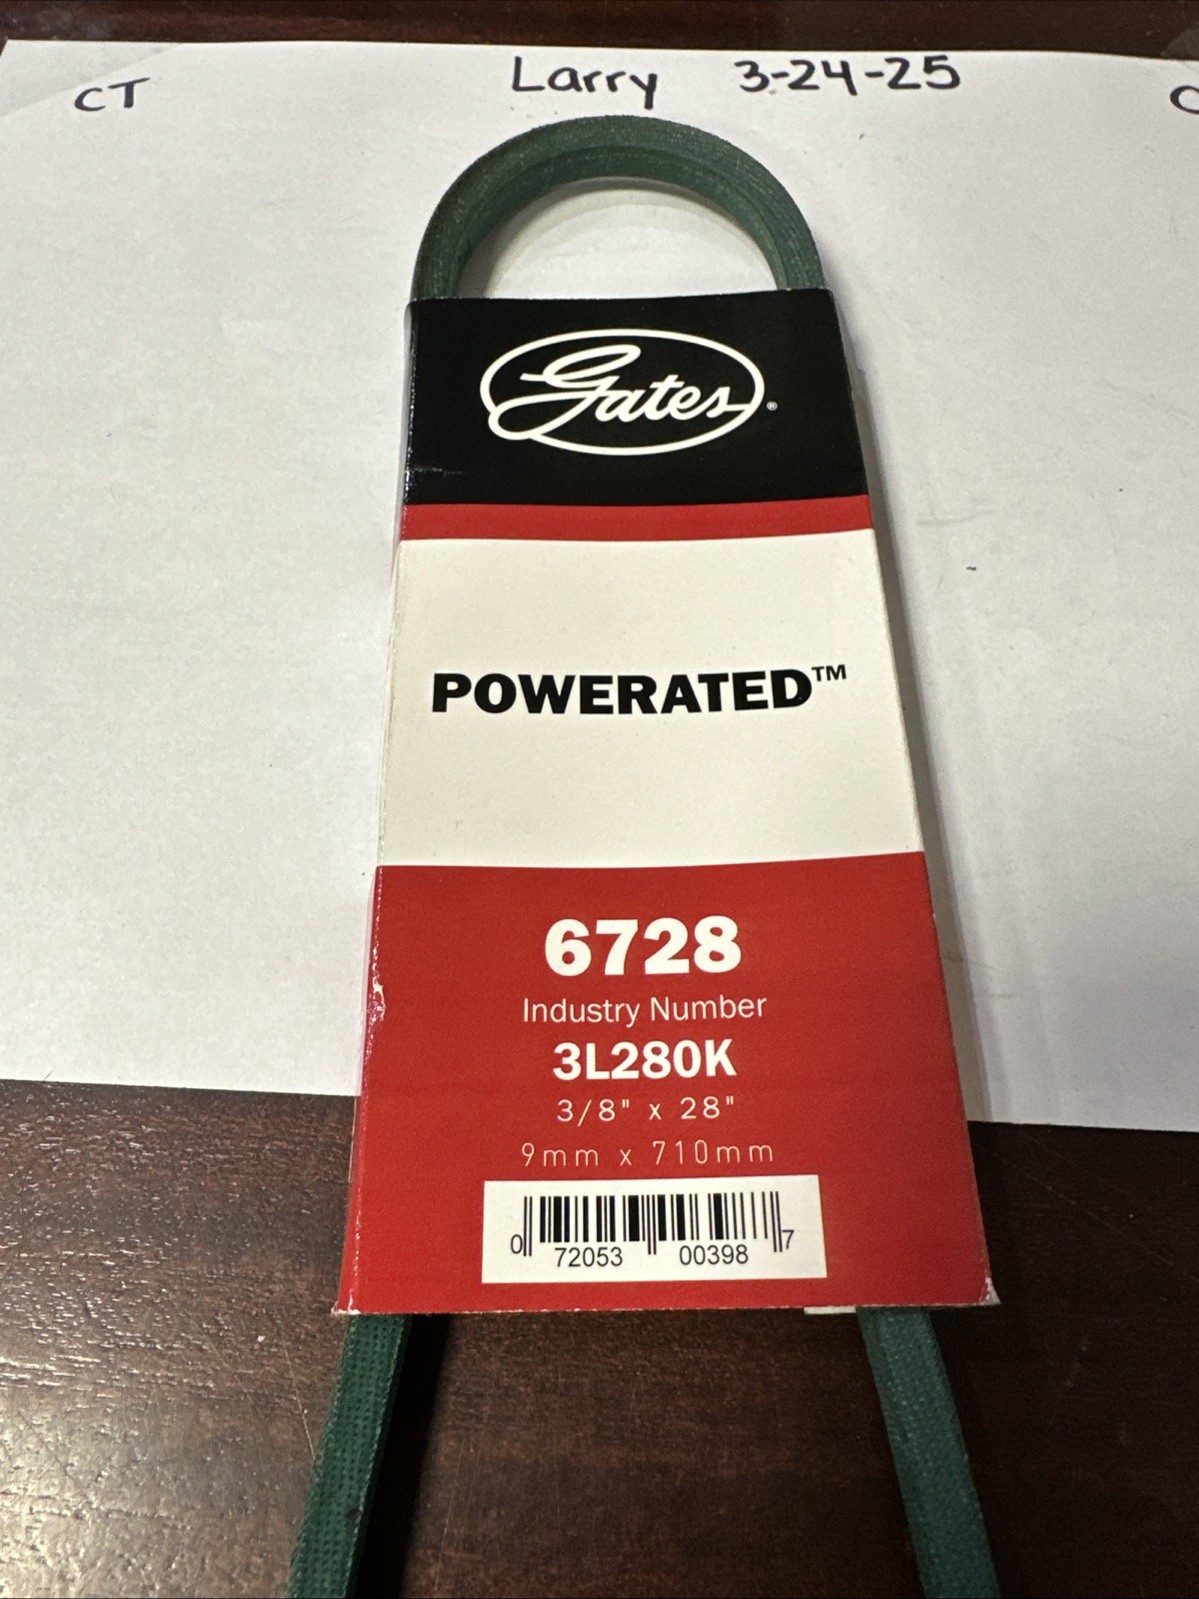 CT Larry 3-24-25 C
Gates®
POWERATED™
6728
Industry Number
3L280K
3/8" x 28"
9mm x 710mm
0 72053 00398 7